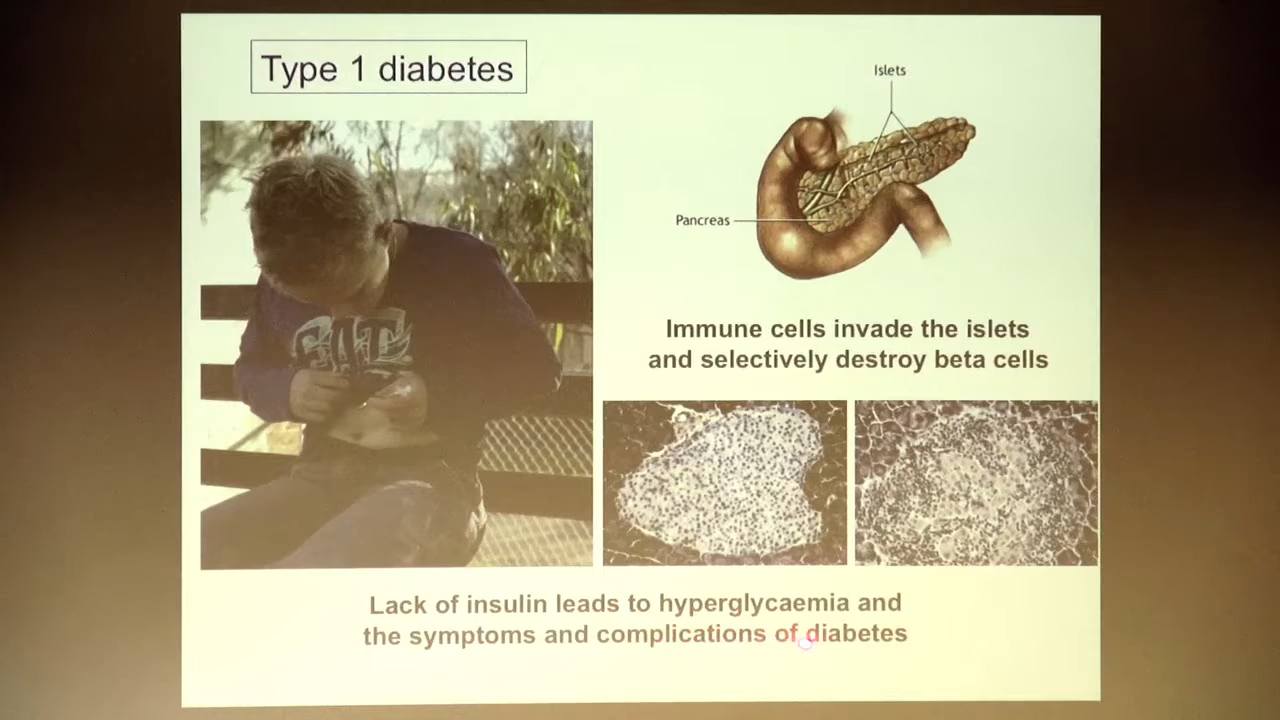 Type 1 diabetes
Islets
Pancreas
Immune cells invade the islets
and selectively destroy beta cells
Lack of insulin leads to hyperglycaemia and
the symptoms and complications of diabetes